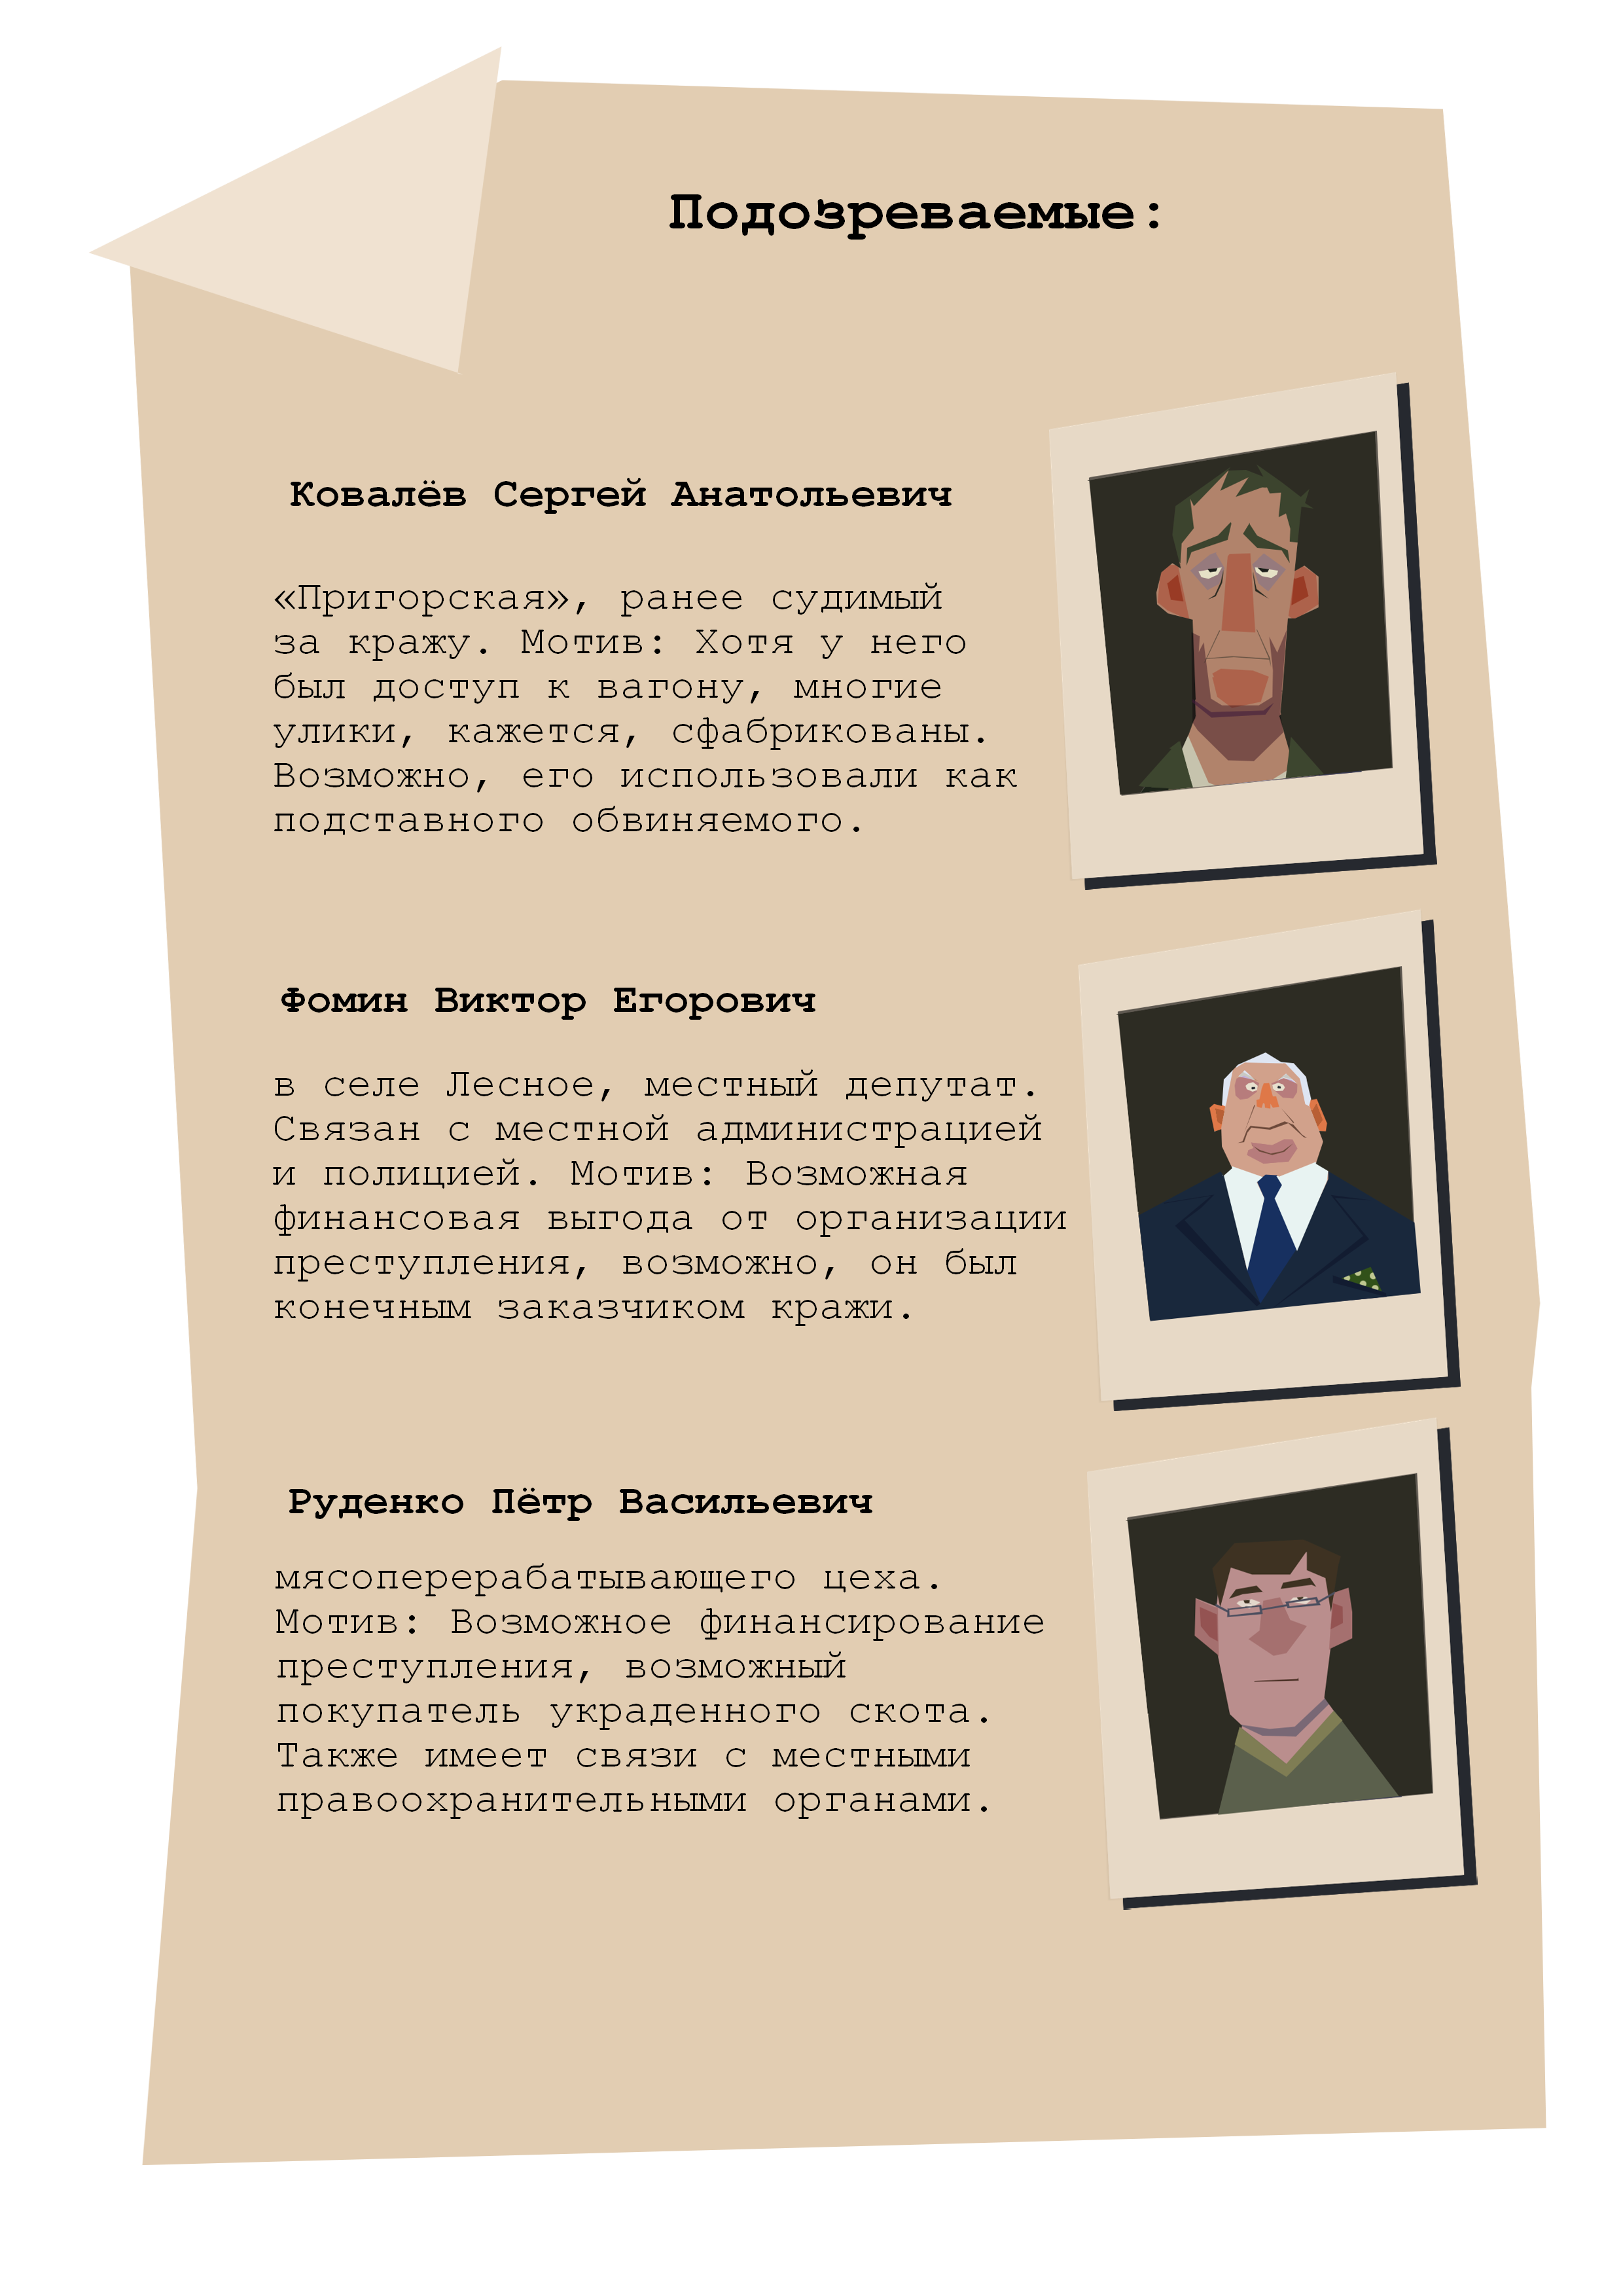 Подозреваемые:
Ковалёв Сергей Анатольевич
«Пригорская», ранее судимый
за кражу. Мотив: Хотя у него
был доступ к вагону, многие
улики, кажется, сфабрикованы.
Возможно, его использовали как
подставного обвиняемого.
Фомин Виктор Егорович
в селе Лесное, местный депутат.
Связан с местной администрацией
и полицией. Мотив: Возможная
финансовая выгода от организации
преступления, возможно, он был
конечным заказчиком кражи.
Руденко Пётр Васильевич
мясоперерабатывающего цеха.
Мотив: Возможное финансирование
преступления, возможный
покупатель украденного скота.
Также имеет связи с местными
правоохранительными органами.